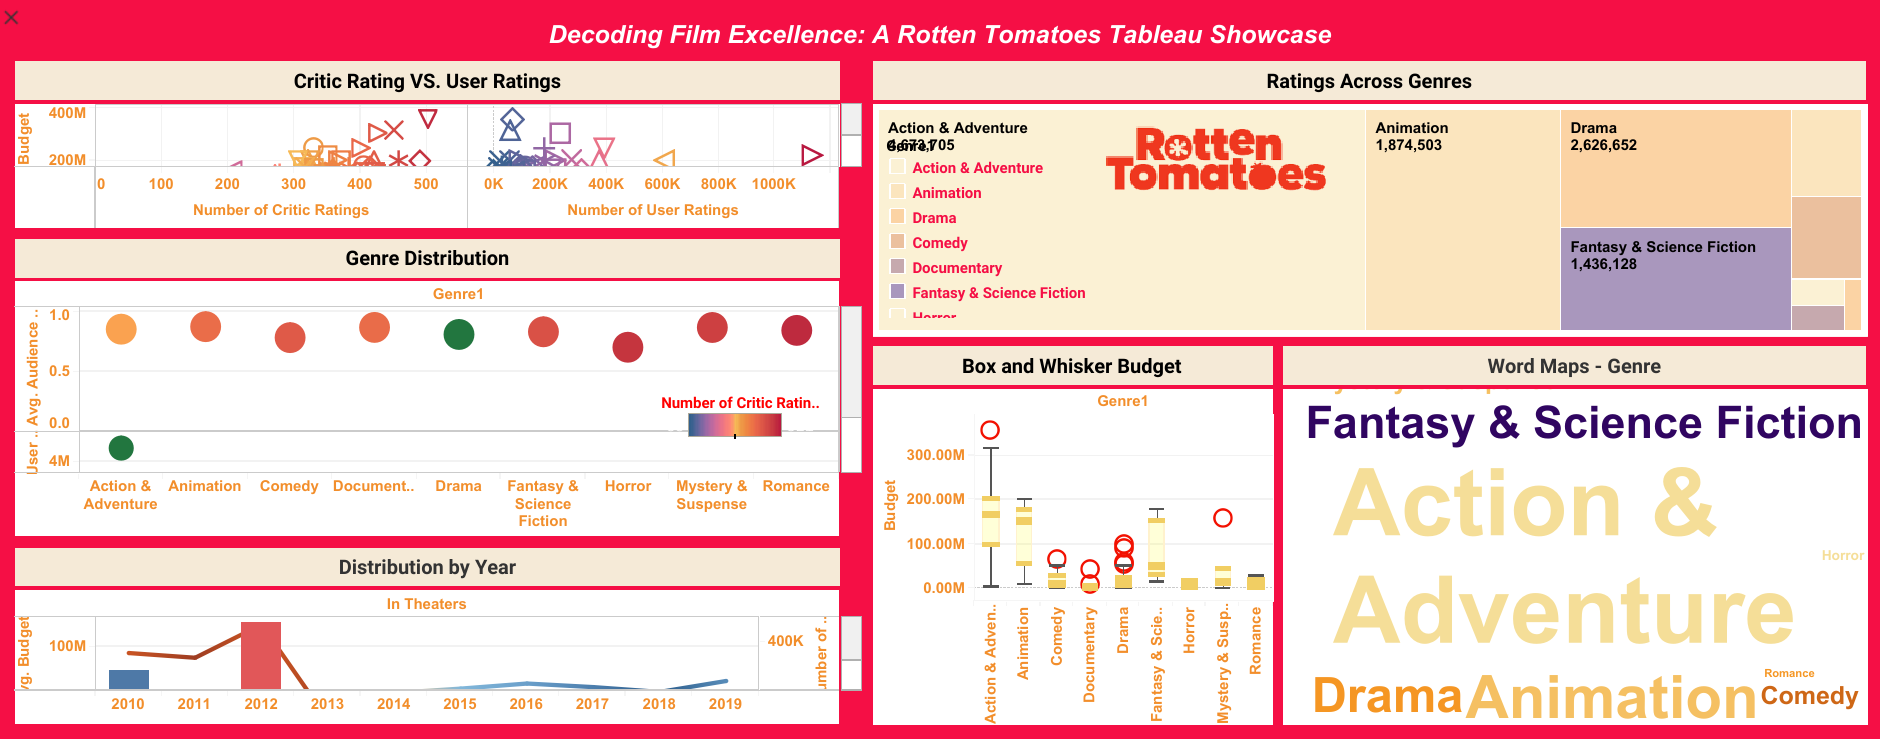 Decoding Film Excellence: A Rotten Tomatoes Tableau Showcase
Critic Rating VS. User Ratings
Budget
400M
200M
0 100 200 300 400 500
Number of Critic Ratings
0K 200K 400K 600K 800K 1000K
Number of User Ratings
Genre Distribution
Genre1
Avg. Audience ..
1.0
0.5
0.0
User ..
4M
Number of Critic Ratin..
Action &
Adventure
Animation
Comedy
Document..
Drama
Fantasy &
Science
Fiction
Horror
Mystery &
Suspense
Romance
Distribution by Year
In Theaters
vg. Budget
100M
400K
umber of ..
2010 2011 2012 2013 2014 2015 2016 2017 2018 2019
Ratings Across Genres
Action & Adventure
4,673,705
Genre1
Action & Adventure
Animation
Drama
Comedy
Documentary
Fantasy & Science Fiction
Horror
Rotten
Tomatoes
Animation
1,874,503
Drama
2,626,652
Fantasy & Science Fiction
1,436,128
Box and Whisker Budget
Genre1
Budget
300.00M
200.00M
100.00M
0.00M
Action & Adven..
Animation
Comedy
Documentary
Drama
Fantasy & Scie..
Horror
Mystery & Susp..
Romance
Word Maps - Genre
Fantasy & Science Fiction
Action &
Adventure
Horror
Drama
Animation
Romance
Comedy